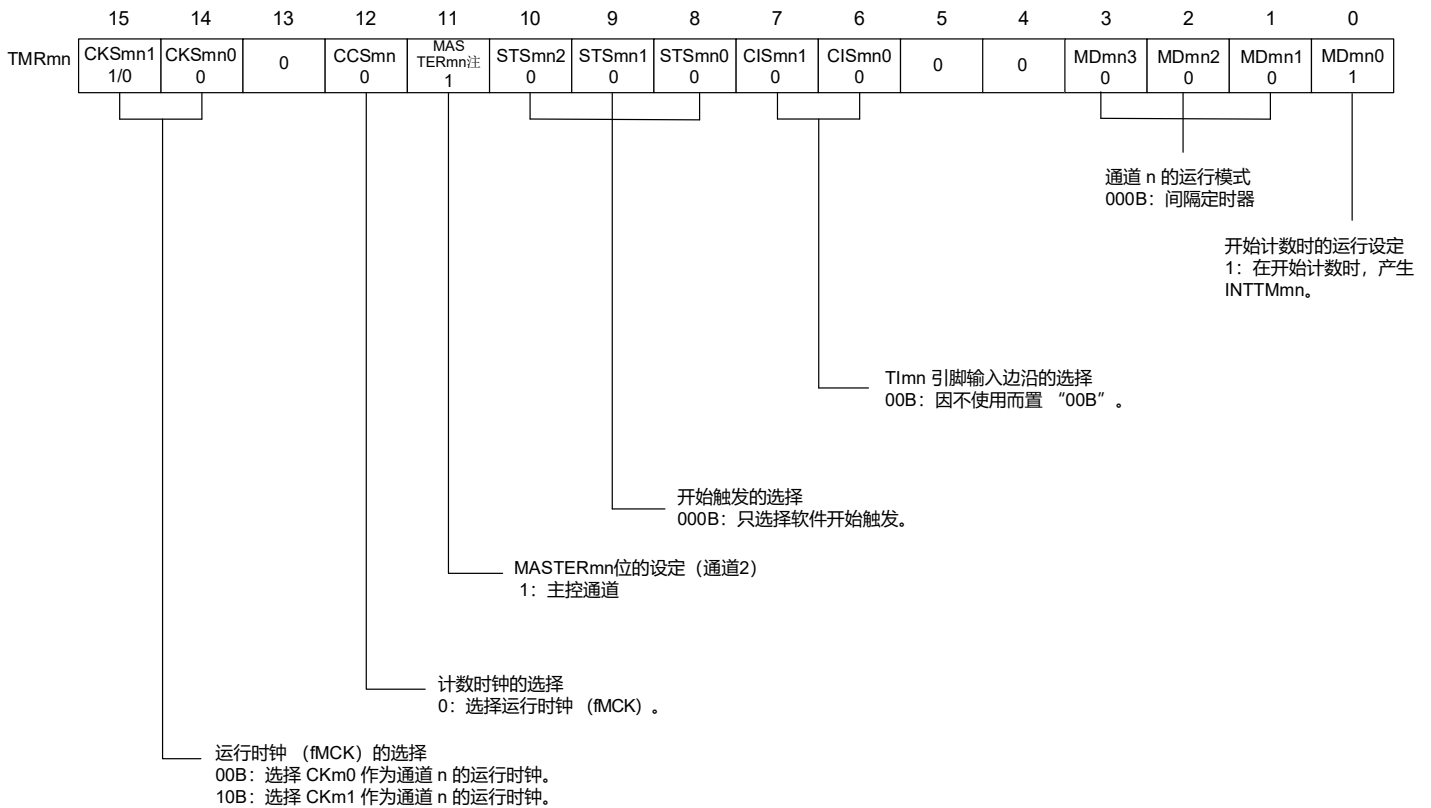 15 14 13 12 11 10 9 8 7 6 5 4 3 2 1 0
TMRmn
CKSmn1 1/0
CKSmn0 0
0
CCSmn 0
MAS
TERmn注
1
STSmn2 0
STSmn1 0
STSmn0 0
CISmn1 0
CISmn0 0
0
0
MDmn3 0
MDmn2 0
MDmn1 0
MDmn0 1
通道 n 的运行模式
000B：间隔定时器
开始计数时的运行设定
1：在开始计数时，产生
INTTMmn。
TImn 引脚输入边沿的选择
00B：因不使用而置 “00B”。
开始触发的选择
000B：只选择软件开始触发。
MASTERmn位的设定（通道2）
1：主控通道
计数时钟的选择
0：选择运行时钟 （fMCK）。
运行时钟 （fMCK）的选择
00B：选择 CKm0 作为通道 n 的运行时钟。
10B：选择 CKm1 作为通道 n 的运行时钟。